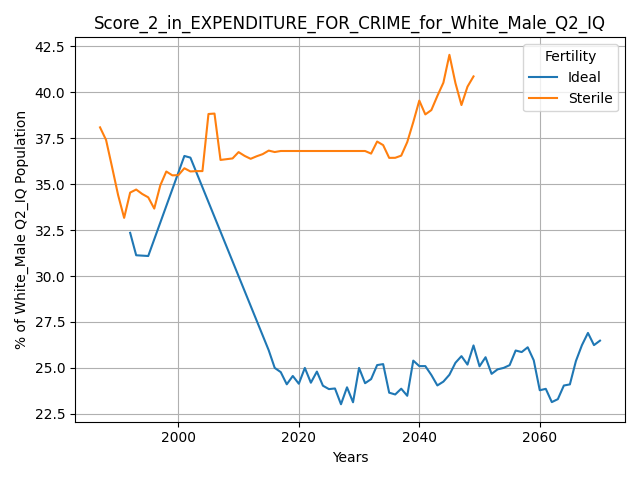 Score_2_in_EXPENDITURE_FOR_CRIME_for_White_Male_Q2_IQ
Fertility
Ideal
Sterile
% of White_Male Q2_IQ Population
42.5
40.0
37.5
35.0
32.5
30.0
27.5
25.0
22.5
2000
2020
2040
2060
Years